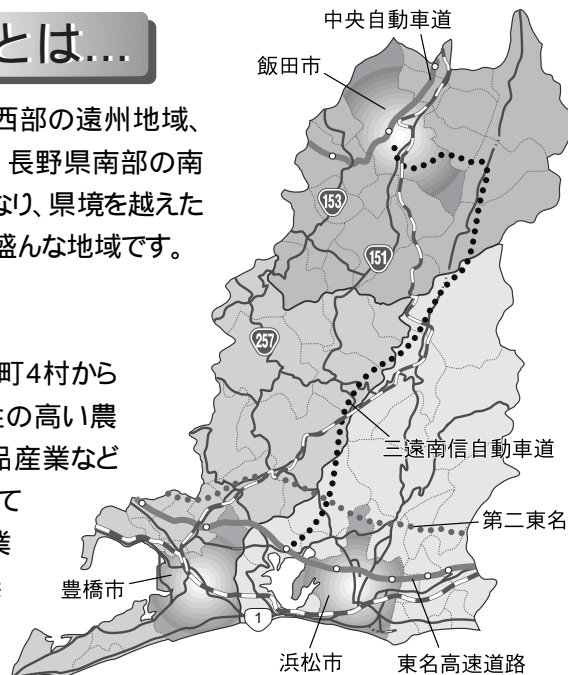 とは...
西部の遠州地域、
長野県南部の南
なり、県境を越えた
盛んな地域です。
町4村から
の高い農
品産業など
て
業
中央自動車道
飯田市
153
151
257
三遠南信自動車道
第二東名
豊橋市
1
浜松市
東名高速道路